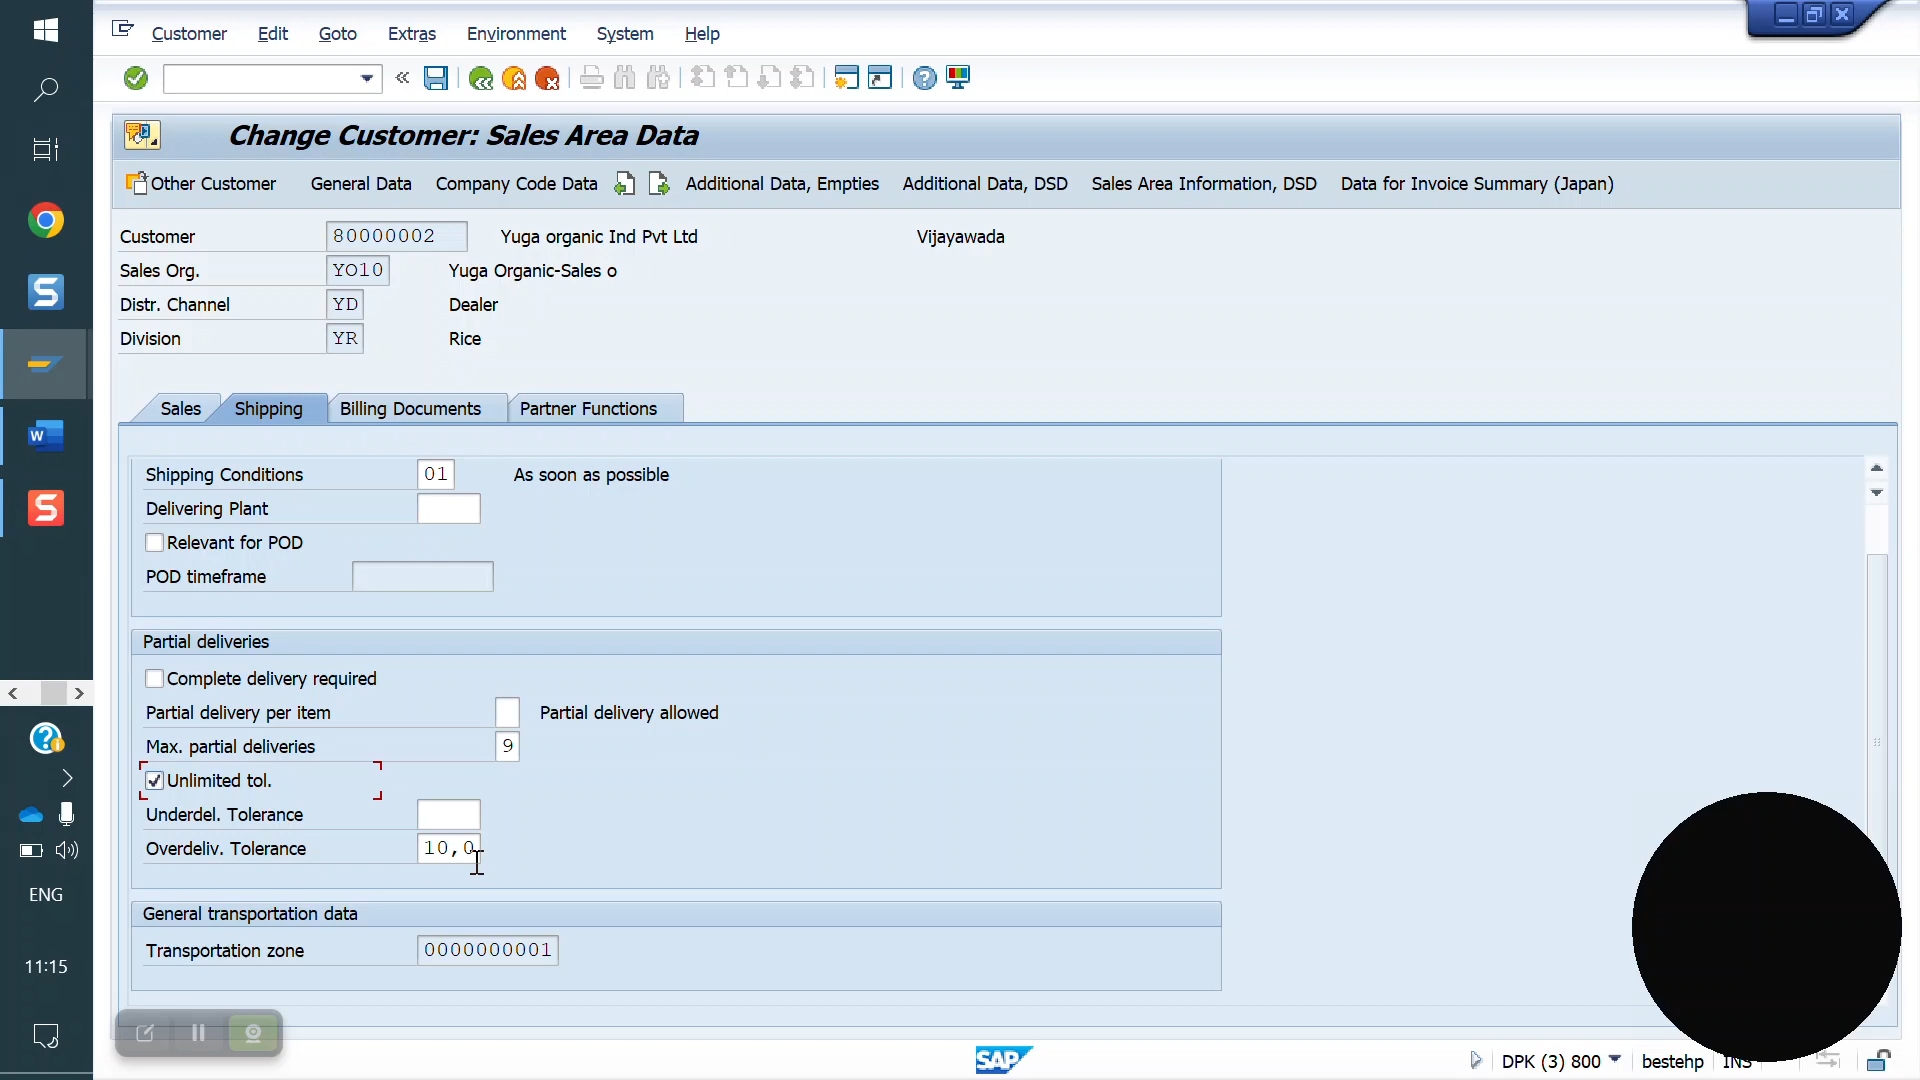 Customer Edit Goto Extras Environment System Help
Change Customer: Sales Area Data
Other Customer General Data Company Code Data Additional Data, Empties Additional Data, DSD Sales Area Information, DSD Data for Invoice Summary (Japan)
Customer 80000002 Yuga organic Ind Pvt Ltd Vijayawada
Sales Org. YO10 Yuga Organic-Sales o
Distr. Channel YD Dealer
Division YR Rice
Sales Shipping Billing Documents Partner Functions
Shipping Conditions 01 As soon as possible
Delivering Plant
Relevant for POD
POD timeframe
Partial deliveries
Complete delivery required
Partial delivery per item Partial delivery allowed
Max. partial deliveries 9
Unlimited tol.
Underdel. Tolerance
Overdeliv. Tolerance 10,0
General transportation data
Transportation zone 0000000001
ENG
11:15
SAP
DPK (3) 800 bestehp INS